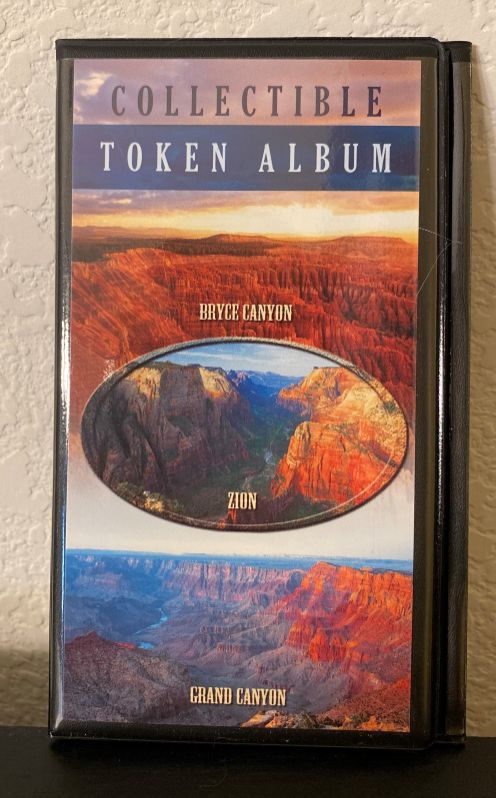 COLLECTIBLE
TOKEN ALBUM
BRYCE CANYON
ZION
GRAND CANYON